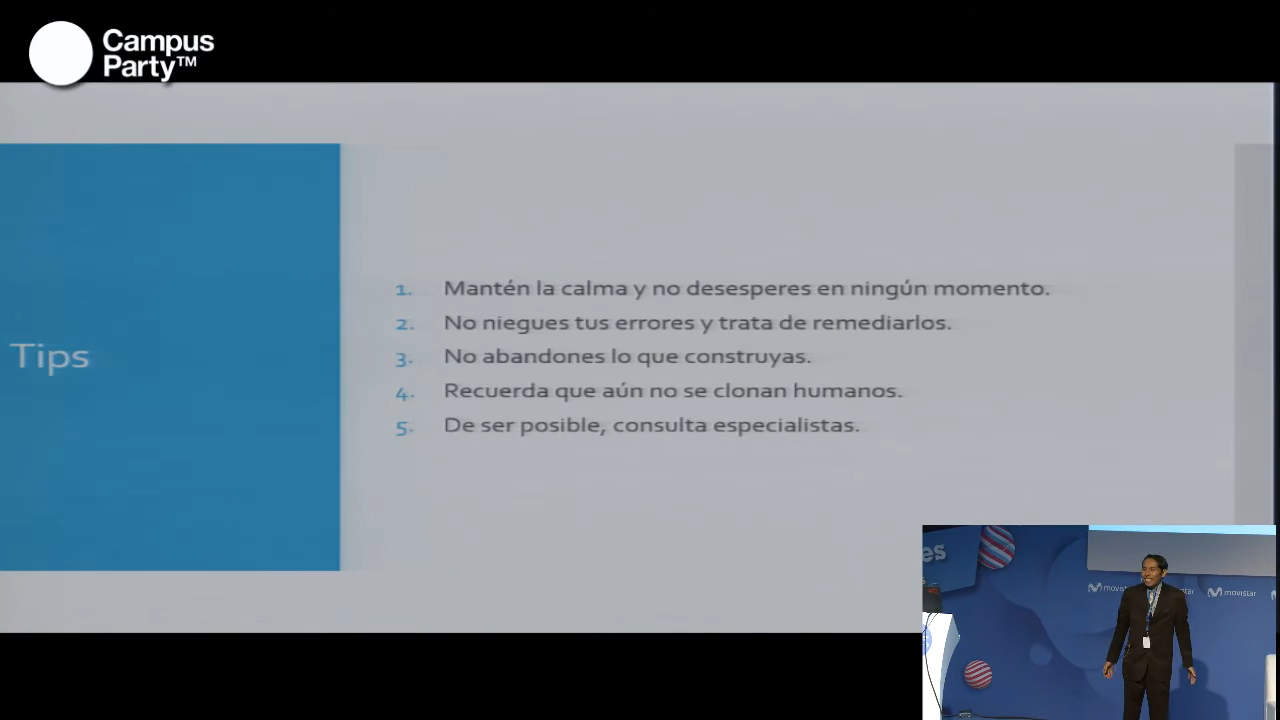 Campus
Party™
Tips
1. Mantén la calma y no desesperes en ningún momento.
2. No niegues tus errores y trata de remediarlos.
3. No abandones lo que construyas.
4. Recuerda que aún no se clonan humanos.
5. De ser posible, consulta especialistas.
es
movistar
movistar